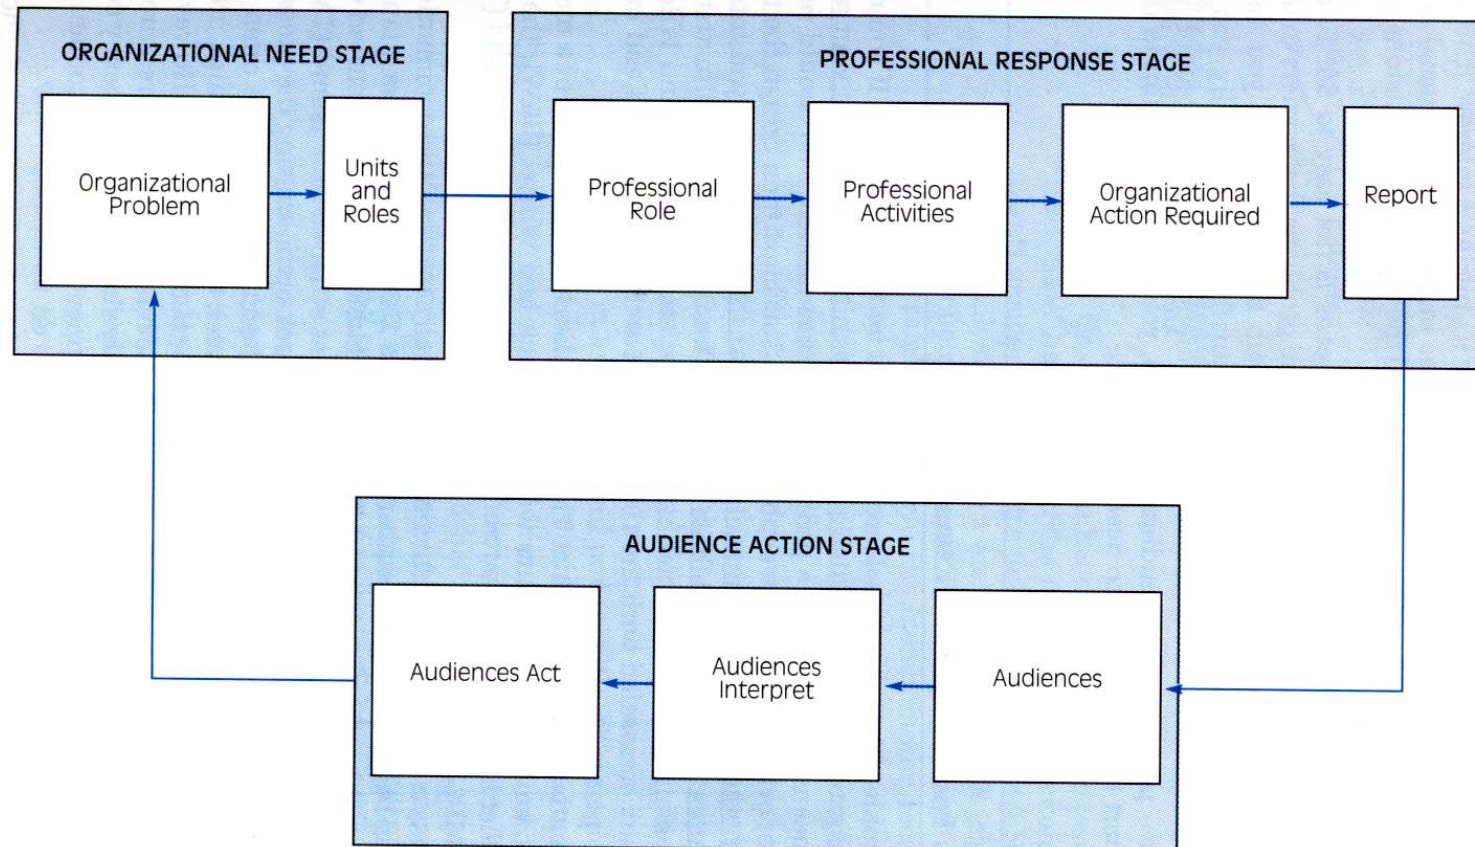 ORGANIZATIONAL NEED STAGE
Organizational
Problem
Units
and
Roles
PROFESSIONAL RESPONSE STAGE
Professional
Role
Professional
Activities
Organizational
Action Required
Report
AUDIENCE ACTION STAGE
Audiences Act
Audiences
Interpret
Audiences